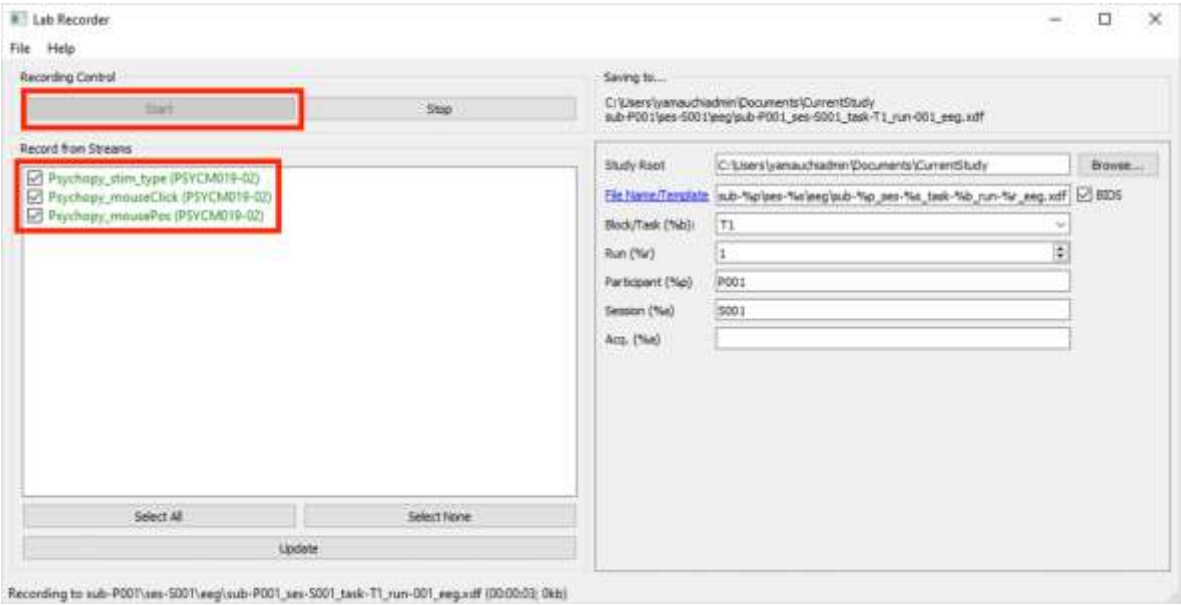 Lab Recorder
File Help
Recording Control
Start
Stop
Record from Streams
Psychopy_stim_type (PSYCM019-02)
Psychopy_mouseClick (PSYCM019-02)
Psychopy_mousePos (PSYCM019-02)
Select All
Select None
Update
Saving to...
C:\Users\yamauchiadmin\Documents\CurrentStudy
sub-P001\ses-S001\eeg\sub-P001_ses-S001_task-T1_run-001_eeg.xdf
Study Root C:\Users\yamauchiadmin\Documents\CurrentStudy Browse...
File Name/Template sub-%p\ses-%s\eeg\sub-%p_ses-%s_task-%b_run-%r_eeg.xdf BIDS
Block/Task (%b): T1
Run (%r) 1
Participant (%p) P001
Session (%s) S001
Acq. (%a)
Recording to sub-P001\ses-S001\eeg\sub-P001_ses-S001_task-T1_run-001_eeg.xdf (00:00:03; 0kb)